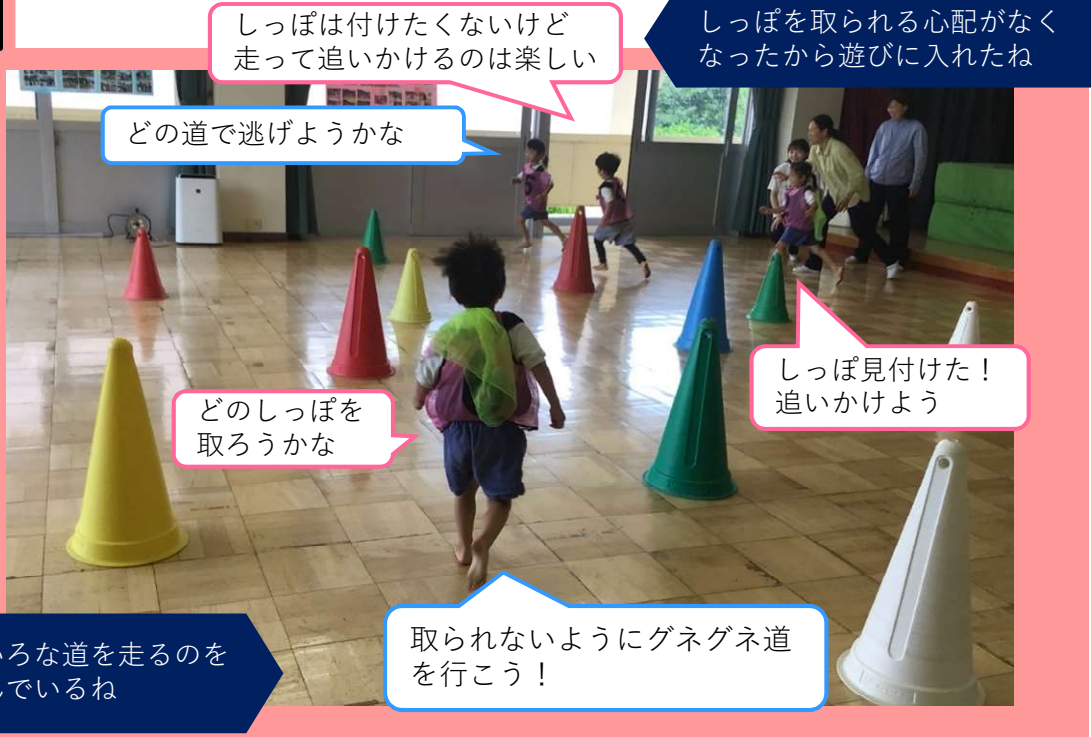 しっぽは付けたくないけど
走って追いかけるのは楽しい
しっぽを取られる心配がなく
なったから遊びに入れたね
どの道で逃げようかな
しっぽ見付けた！
追いかけよう
どのしっぽを
取ろうかな
取られないようにグネグネ道
を行こう！
ろな道を走るのを
でいるね